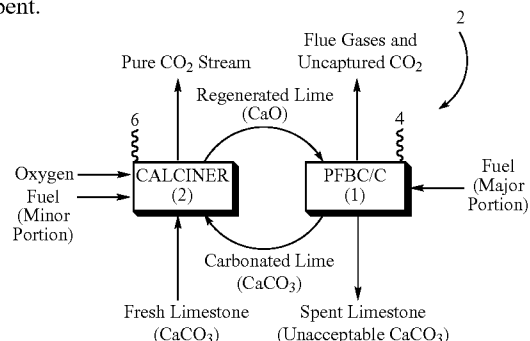 pent.
2
Flue Gases and
Uncaptured CO₂
Pure CO₂ Stream
Regenerated Lime
(CaO)
6
4
CALCINER
(2)
PFBC/C
(1)
Oxygen
Fuel
(Minor
Portion)
Fuel
(Major
Portion)
Carbonated Lime
(CaCO₃)
Fresh Limestone
(CaCO₃)
Spent Limestone
(Unacceptable CaCO₃)